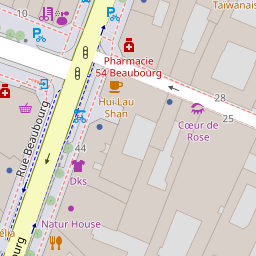 10
Taiwanais
Pharmacie
54 Beaubourg
Hui Lau
Shan
28
25
Cœur de
Rose
Rue Beaubourg
44
Dks
Natur House